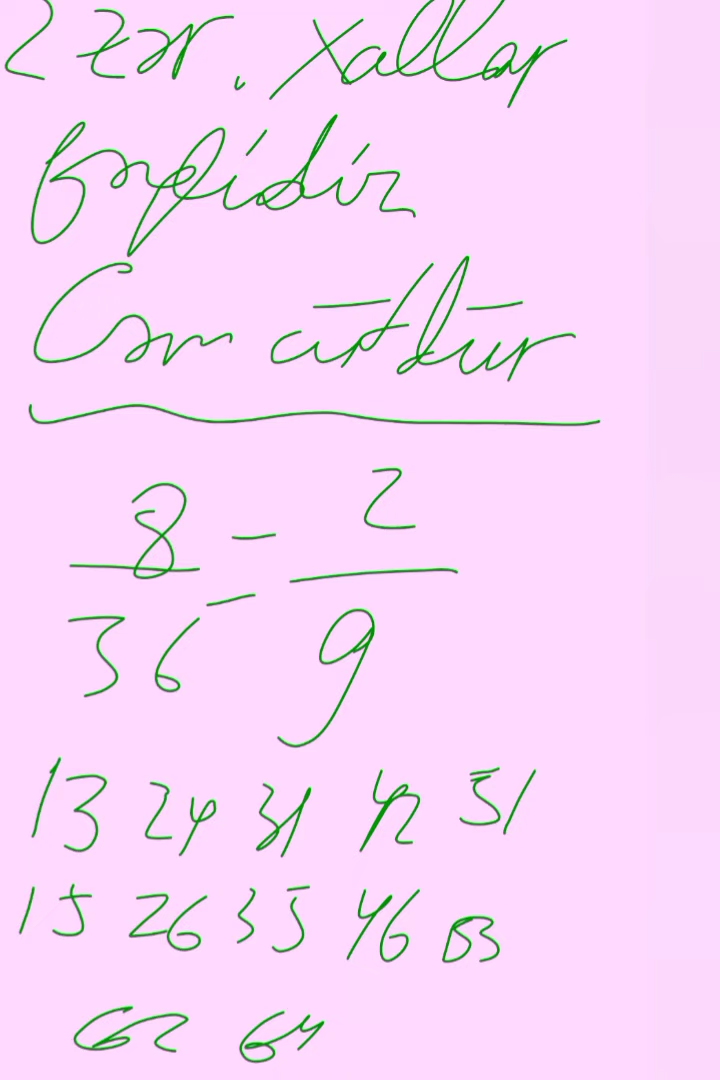 2 zər. Xallar
fərqlidir
Cəm cütdür
8/36 = 2/9
13 24 31 42 51
15 26 35 46 53
62 64